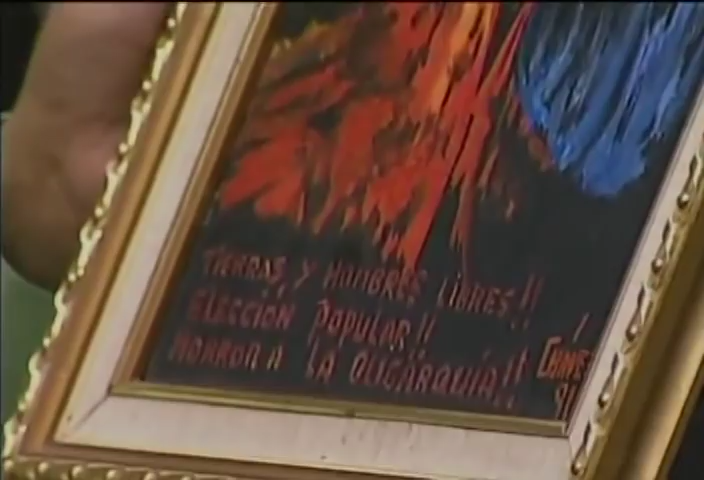 TIERRAS, Y HOMBRES LIBRES!!
ELECCION POPULAR!!
HORROR A LA OLIGARQUIA!!